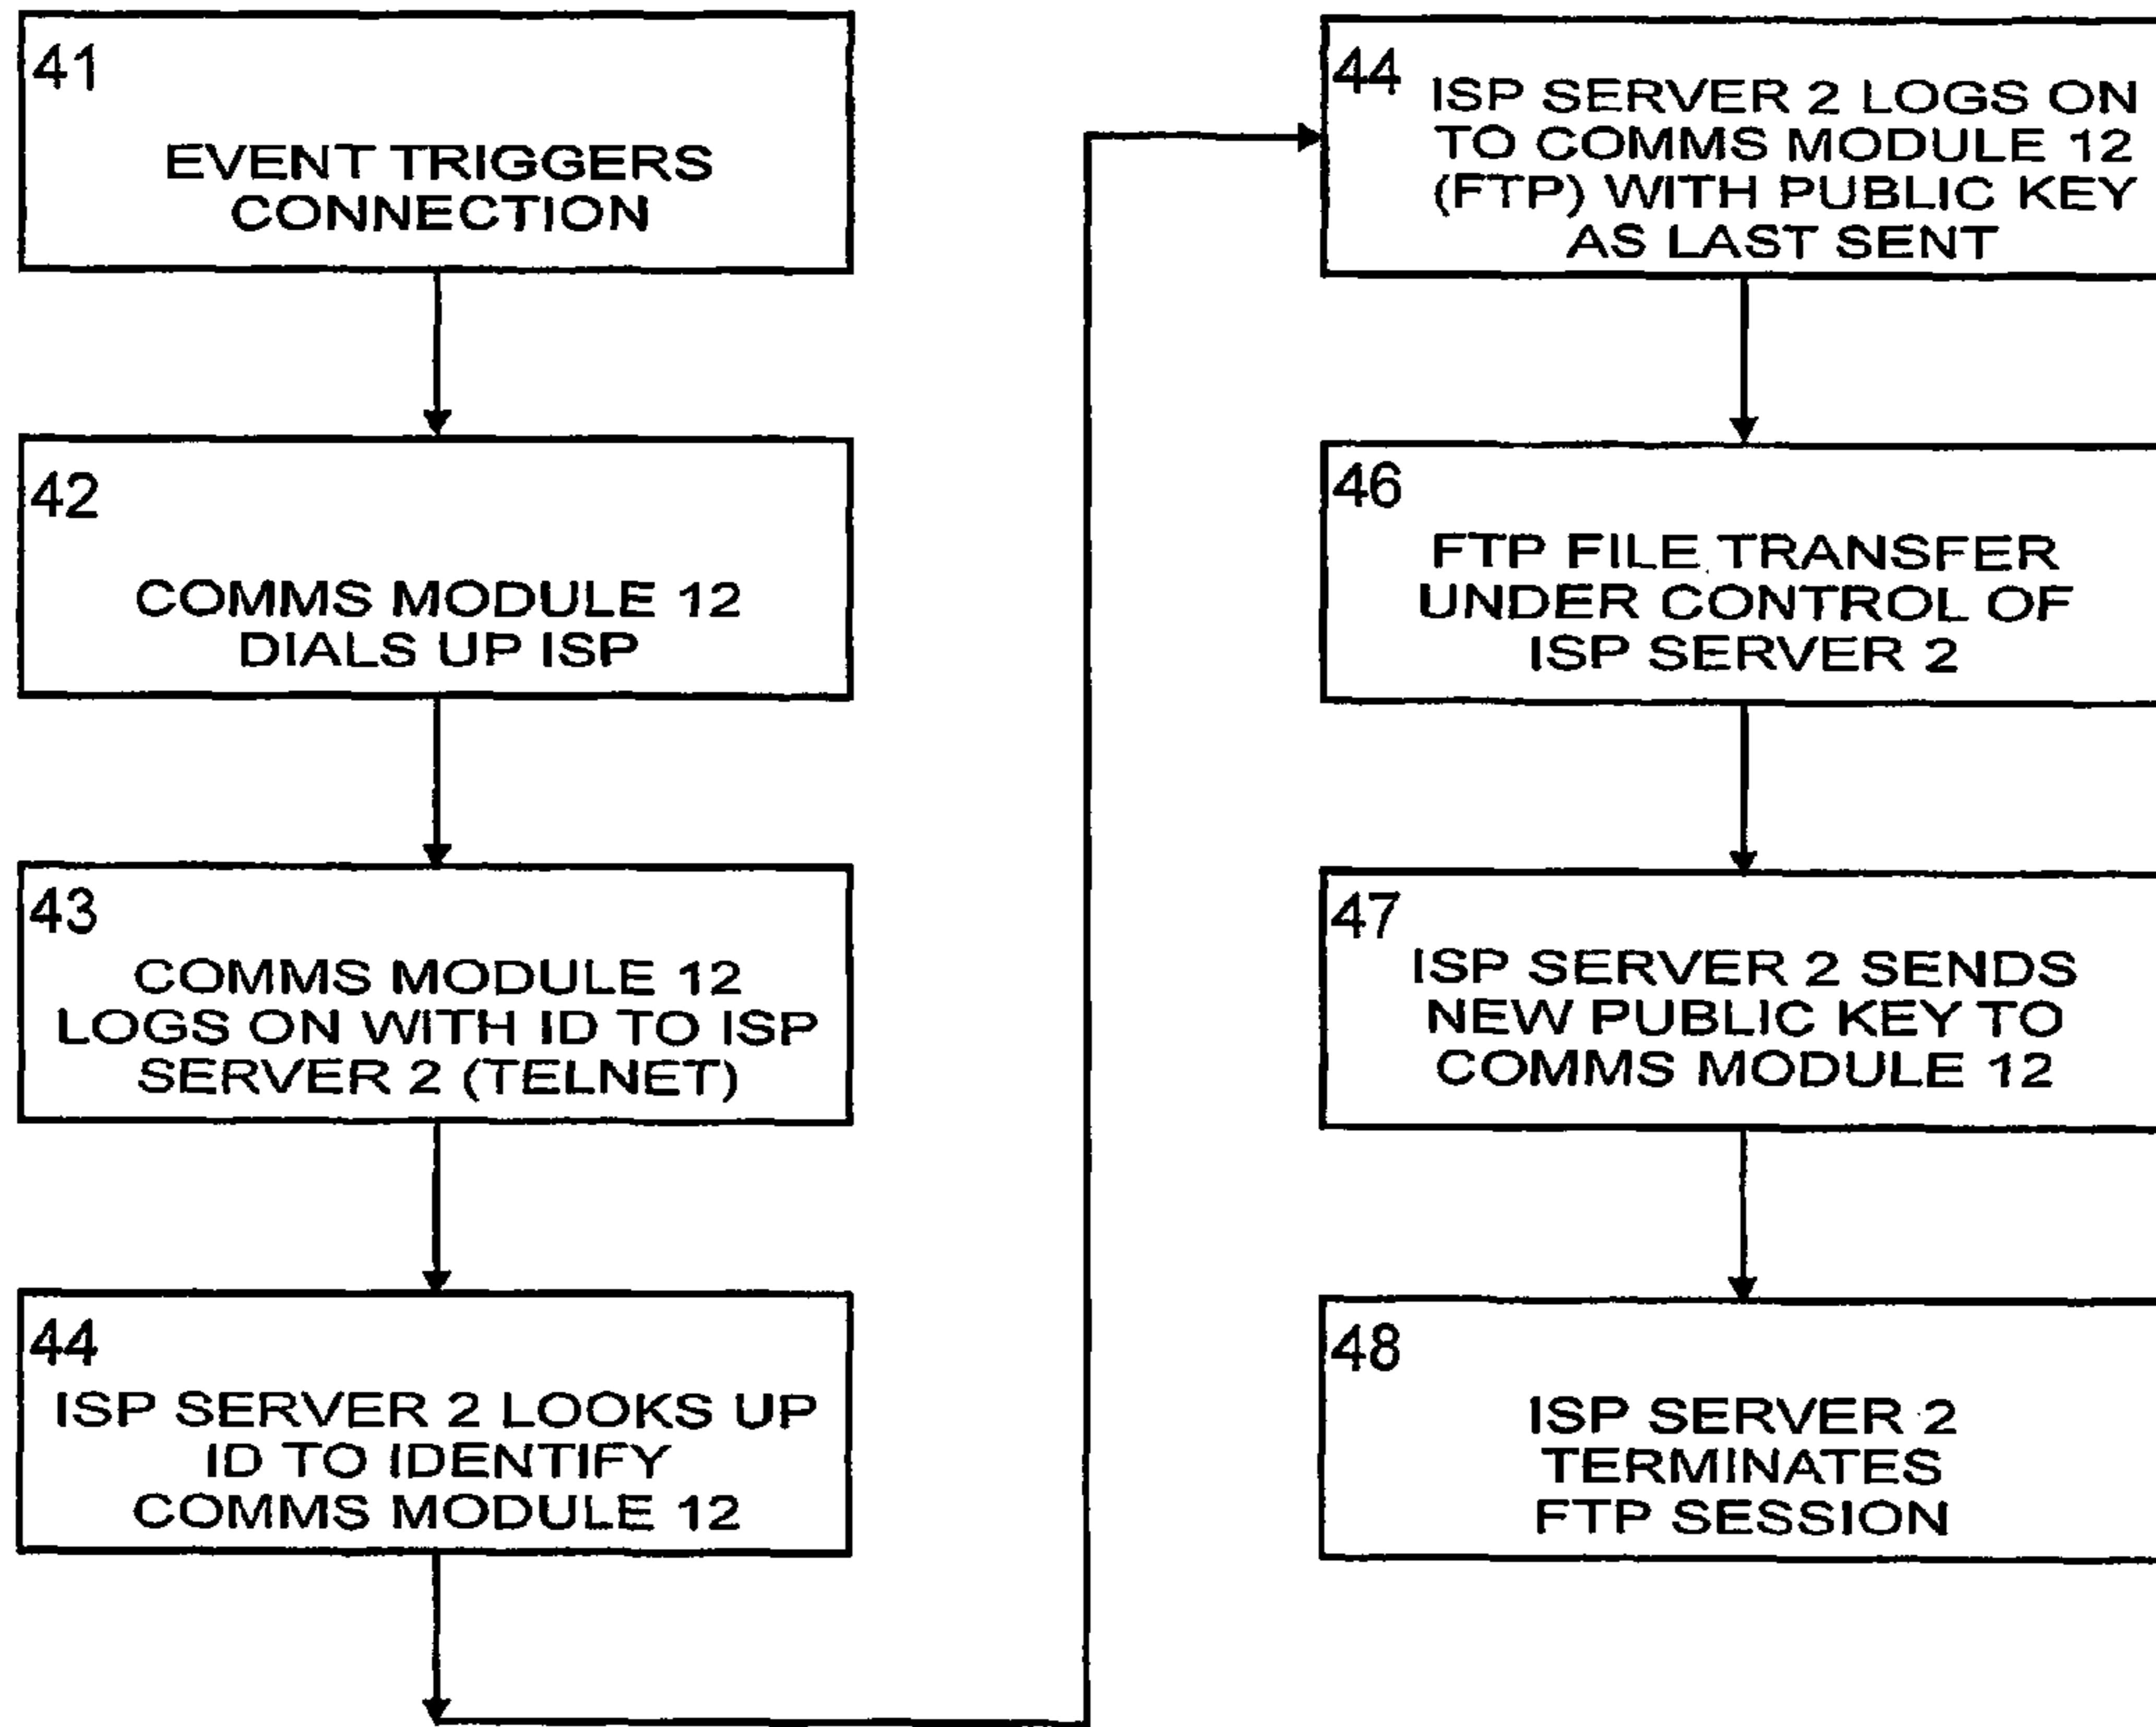 41
EVENT TRIGGERS
CONNECTION
42
COMMS MODULE 12
DIALS UP ISP
43
COMMS MODULE 12
LOGS ON WITH ID TO ISP
SERVER 2 (TELNET)
44
ISP SERVER 2 LOOKS UP
ID TO IDENTIFY
COMMS MODULE 12
44
ISP SERVER 2 LOGS ON
TO COMMS MODULE 12
(FTP) WITH PUBLIC KEY
AS LAST SENT
46
FTP FILE TRANSFER
UNDER CONTROL OF
ISP SERVER 2
47
ISP SERVER 2 SENDS
NEW PUBLIC KEY TO
COMMS MODULE 12
48
ISP SERVER 2
TERMINATES
FTP SESSION